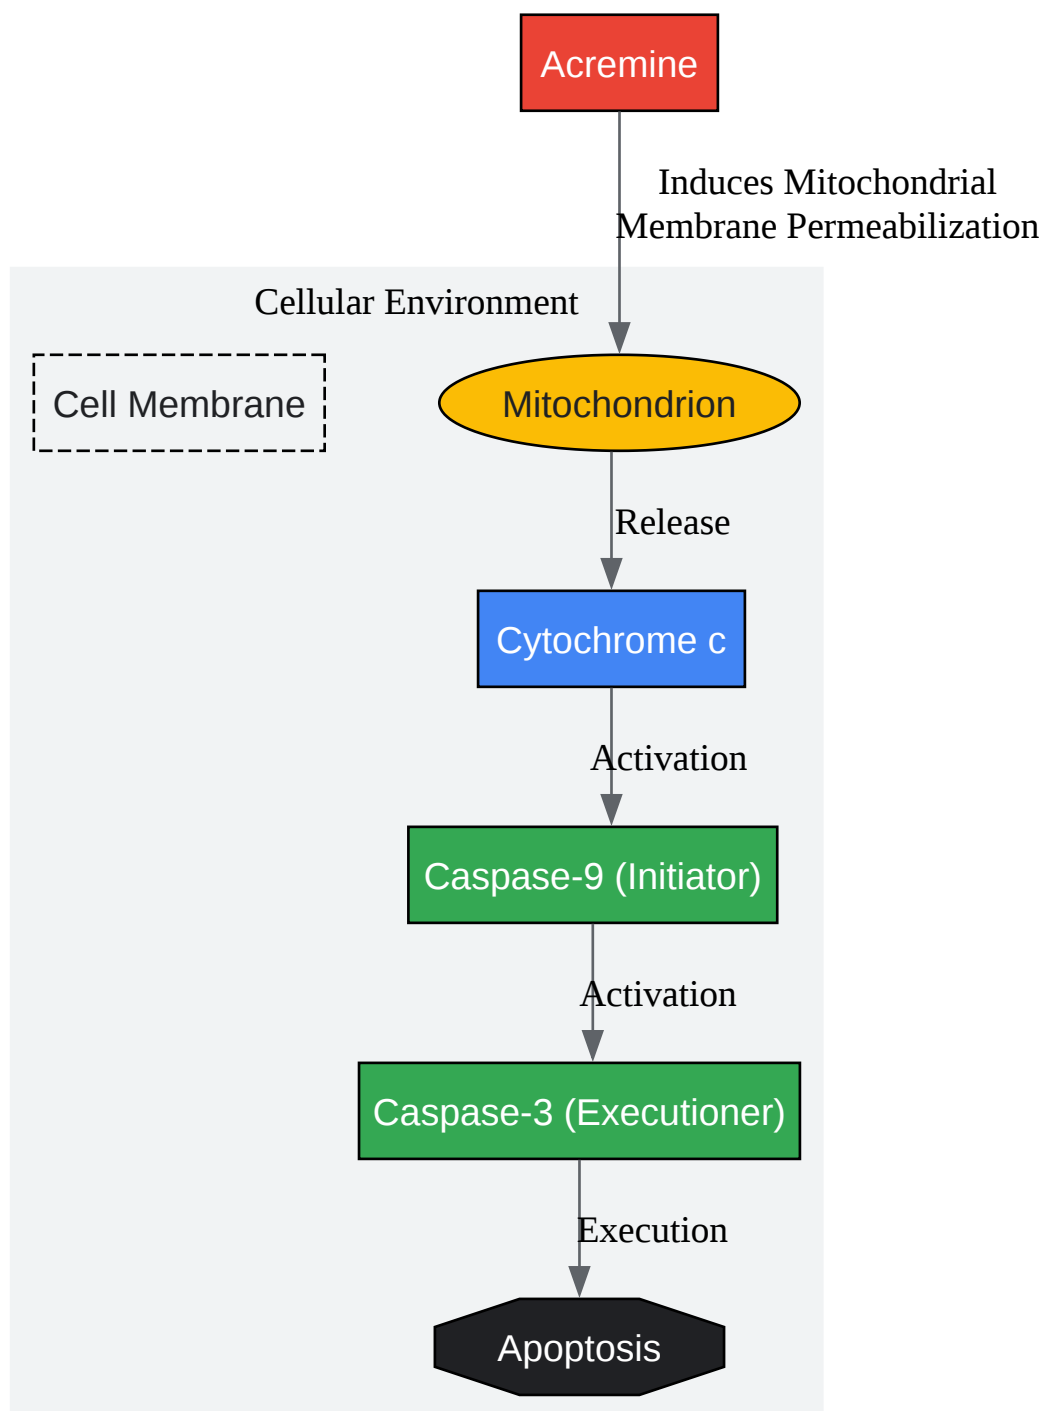 Acremine
Induces Mitochondrial
Membrane Permeabilization
Cellular Environment
Cell Membrane
Mitochondrion
Release
Cytochrome c
Activation
Caspase-9 (Initiator)
Activation
Caspase-3 (Executioner)
Execution
Apoptosis